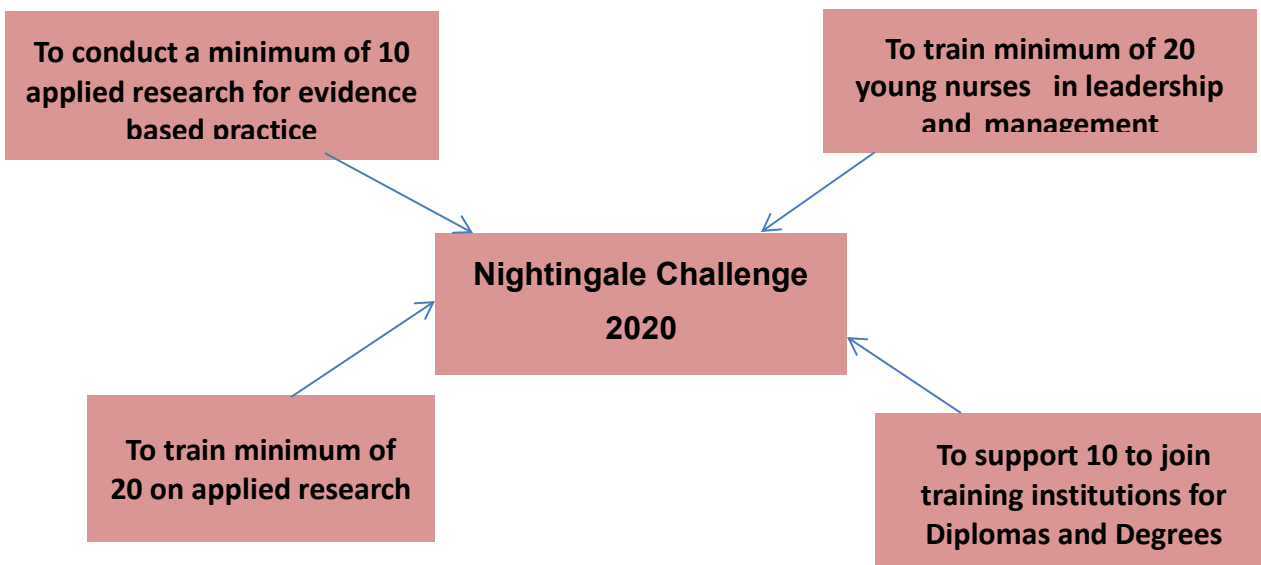 To conduct a minimum of 10
applied research for evidence
based practice
To train minimum of 20
young nurses in leadership
and management
Nightingale Challenge
2020
To train minimum of
20 on applied research
To support 10 to join
training institutions for
Diplomas and Degrees